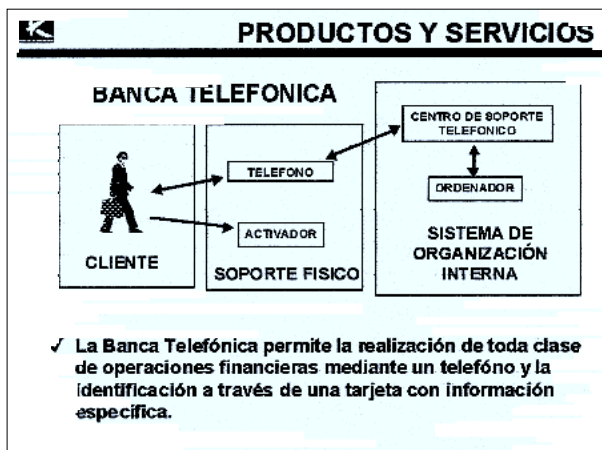 PRODUCTOS Y SERVICIOS
BANCA TELEFONICA
CENTRO DE SOPORTE
TELEFONICO
TELEFONO
ORDENADOR
ACTIVADOR
SISTEMA DE
ORGANIZACIÓN
INTERNA
CLIENTE
SOPORTE FISICO
✓ La Banca Telefónica permite la realización de toda clase
de operaciones financieras mediante un telefóno y la
identificación a través de una tarjeta con información
específica.